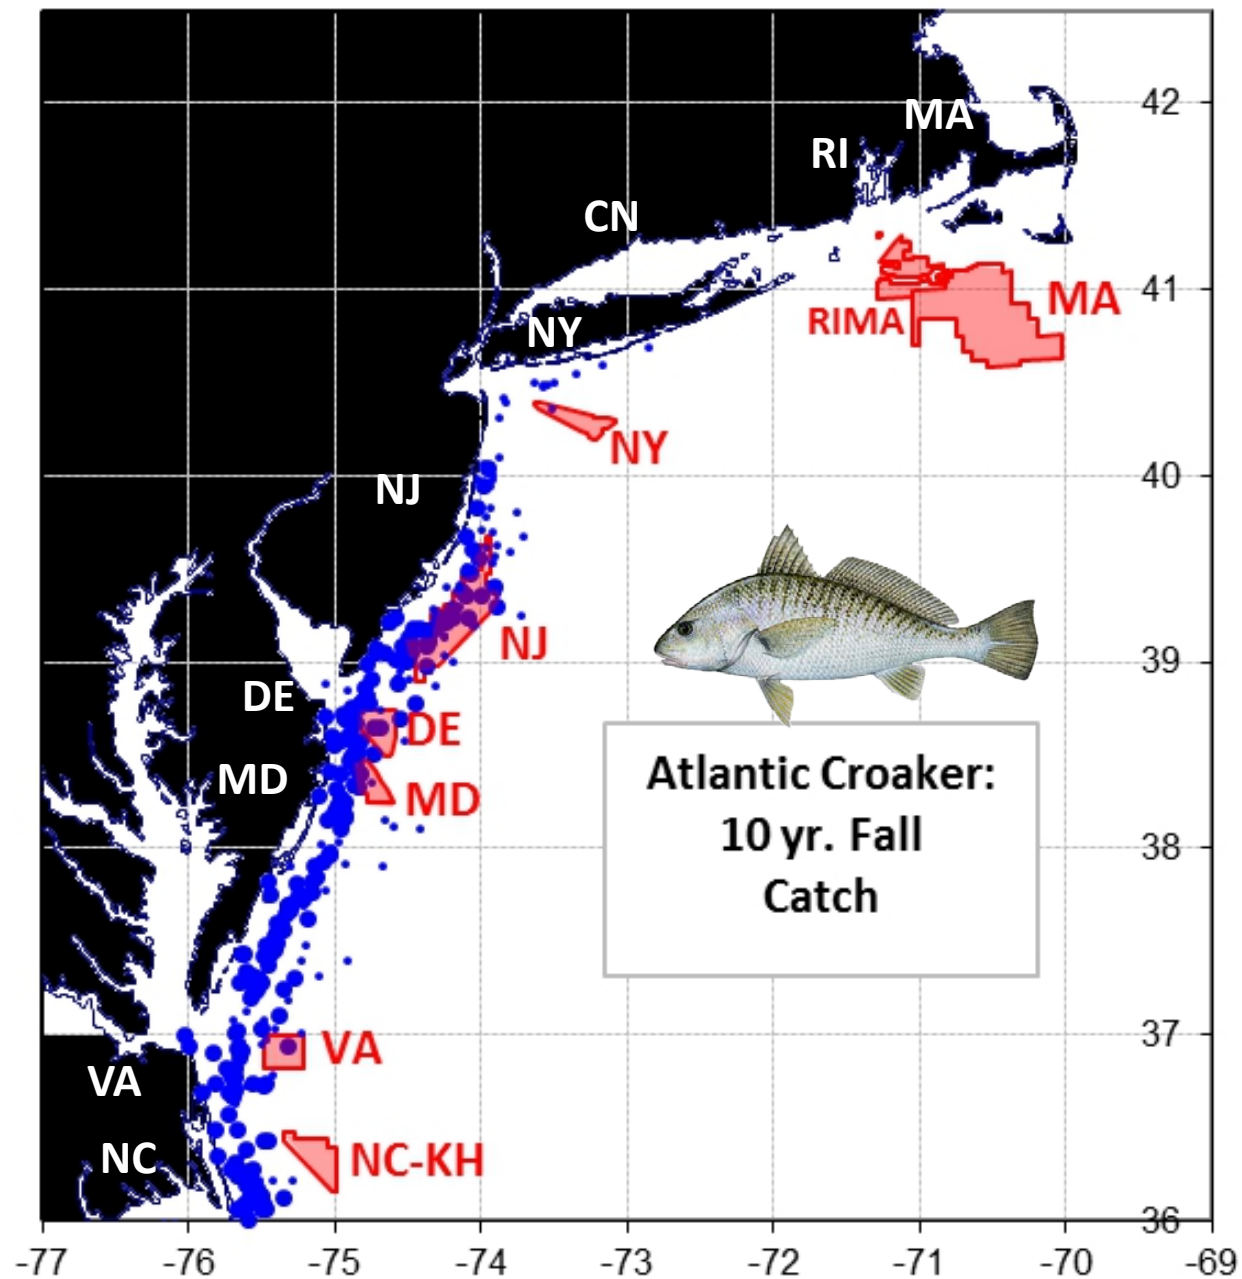 42
MA
RI
CN
41
MA
RIMA
NY
NY
40
NJ
NJ
39
DE
DE
MD
MD
Atlantic Croaker:
10 yr. Fall
Catch
38
37
VA
VA
NC
NC-KH
36
-77 -76 -75 -74 -73 -72 -71 -70 -69